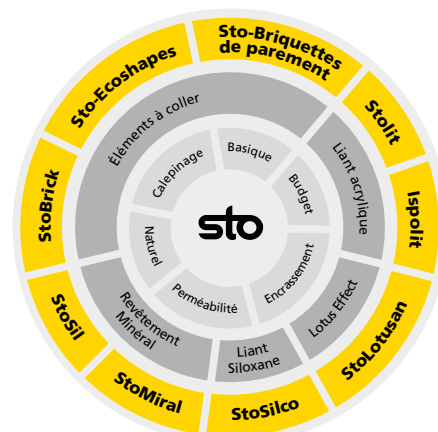 Sto-Briquettes
de parement
Stolit
Ispolit
StoLotusan
StoSilco
StoMiral
StoSil
StoBrick
Sto-Ecoshapes
Éléments à coller
Liant acrylique
Lotus Effect
Liant
Siloxane
Revêtement
Minéral
Basique
Budget
Encrassement
Perméabilité
Naturel
Calepinage
sto